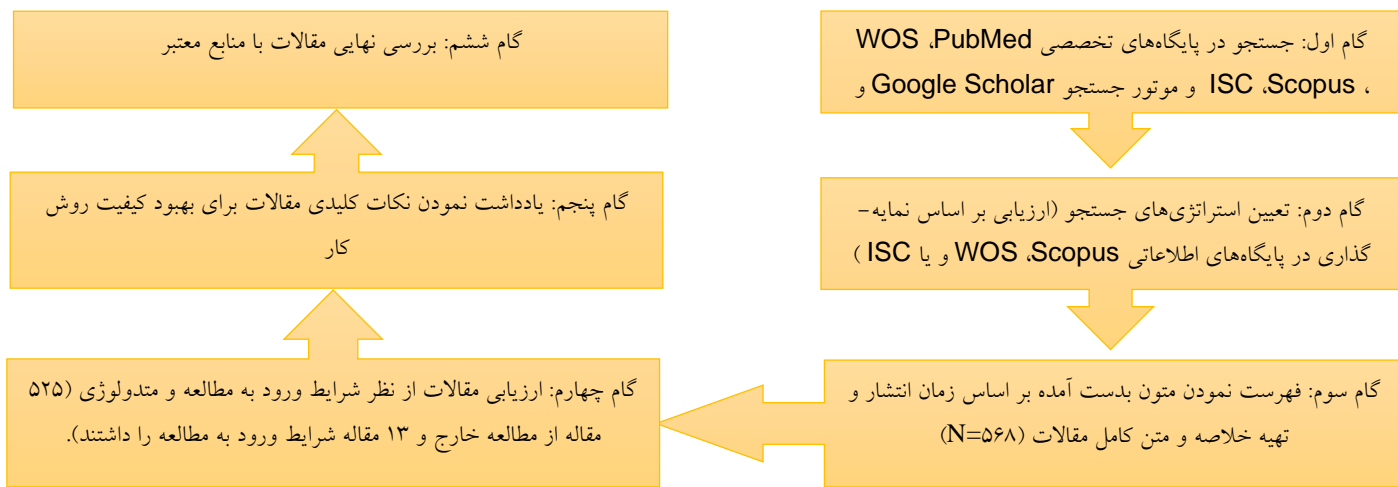 گام اول: جستجو در پایگاه‌های تخصصی WOS ،PubMed
، ISC ،Scopus و موتور جستجو Google Scholar و
گام دوم: تعیین استراتژی‌های جستجو (ارزیابی بر اساس نمایه-
گذاری در پایگاه‌های اطلاعاتی WOS ،Scopus و یا ISC )
گام سوم: فهرست نمودن متون بدست آمده بر اساس زمان انتشار و
تهیه خلاصه و متن کامل مقالات (N=۵۶۸)
گام چهارم: ارزیابی مقالات از نظر شرایط ورود به مطالعه و متدولوژی (۵۲۵
مقاله از مطالعه خارج و ۱۳ مقاله شرایط ورود به مطالعه را داشتند).
گام پنجم: یادداشت نمودن نکات کلیدی مقالات برای بهبود کیفیت روش
کار
گام ششم: بررسی نهایی مقالات با منابع معتبر